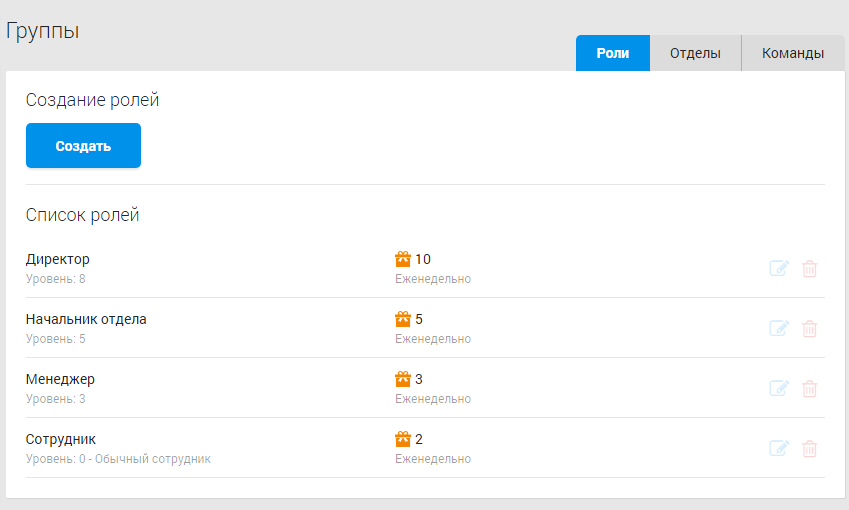 Группы
Роли Отделы Команды
Создание ролей
Создать
Список ролей
Директор 10
Уровень: 8 Еженедельно
Начальник отдела 5
Уровень: 5 Еженедельно
Менеджер 3
Уровень: 3 Еженедельно
Сотрудник 2
Уровень: 0 - Обычный сотрудник Еженедельно